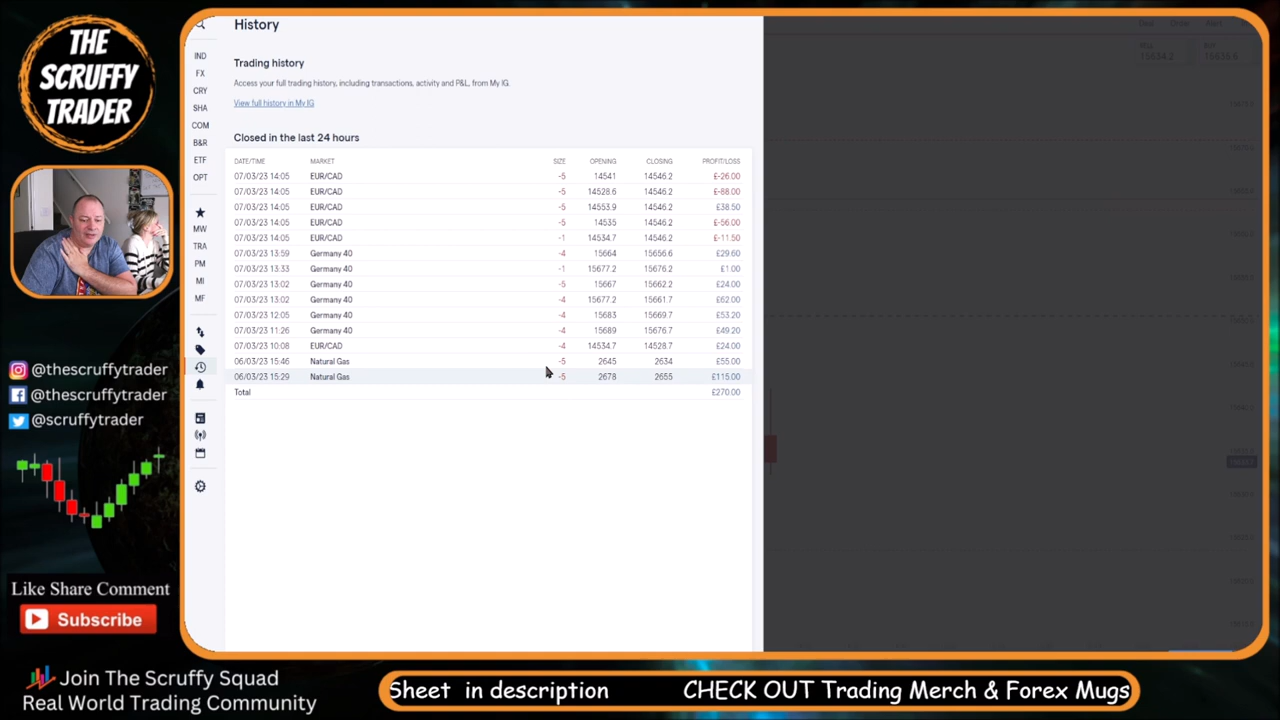 THE
SCRUFFY
TRADER
@thescruffytrader
@thescruffytrader
@scruffytrader
Like Share Comment
Subscribe
Join The Scruffy Squad
Real World Trading Community
IND
FX
CRY
SHA
COM
B&R
ETF
OPT
MW
TRA
PM
MI
MF
History
Trading history
Access your full trading history, including transactions, activity and P&L, from My IG.
View full history in My IG
Closed in the last 24 hours
DATE/TIME MARKET SIZE OPENING CLOSING PROFIT/LOSS
07/03/23 14:05 EUR/CAD -5 14541 14546.2 £-26.00
07/03/23 14:05 EUR/CAD -5 14528.6 14546.2 £-88.00
07/03/23 14:05 EUR/CAD -5 14553.9 14546.2 £38.50
07/03/23 14:05 EUR/CAD -5 14535 14546.2 £-56.00
07/03/23 14:05 EUR/CAD -1 14534.7 14546.2 £-11.50
07/03/23 13:59 Germany 40 -4 15664 15656.6 £29.60
07/03/23 13:33 Germany 40 -1 15677.2 15676.2 £1.00
07/03/23 13:02 Germany 40 -5 15667 15662.2 £24.00
07/03/23 13:02 Germany 40 -4 15677.2 15661.7 £62.00
07/03/23 12:05 Germany 40 -4 15683 15669.7 £53.20
07/03/23 11:26 Germany 40 -4 15689 15676.7 £49.20
07/03/23 10:08 EUR/CAD -4 14534.7 14528.7 £24.00
06/03/23 15:46 Natural Gas -5 2645 2634 £55.00
06/03/23 15:29 Natural Gas -5 2678 2655 £115.00
Total £270.00
Sheet in description CHECK OUT Trading Merch & Forex Mugs